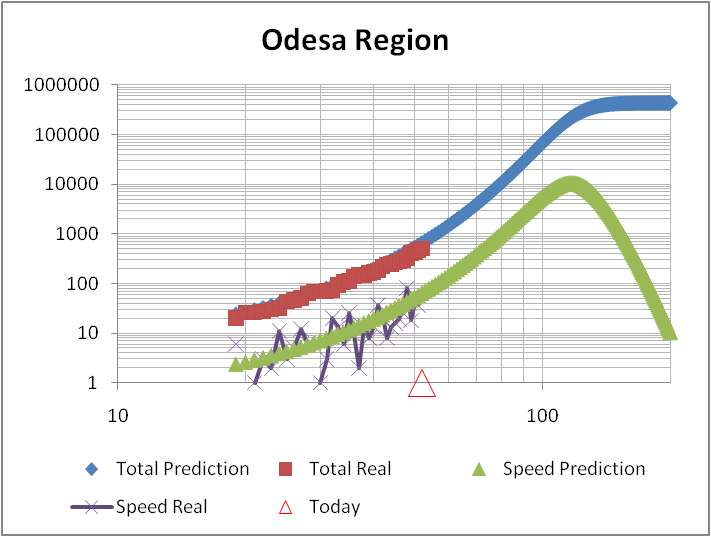 Odesa Region
1000000
100000
10000
1000
100
10
1
10 100
Total Prediction Total Real Speed Prediction
Speed Real Today